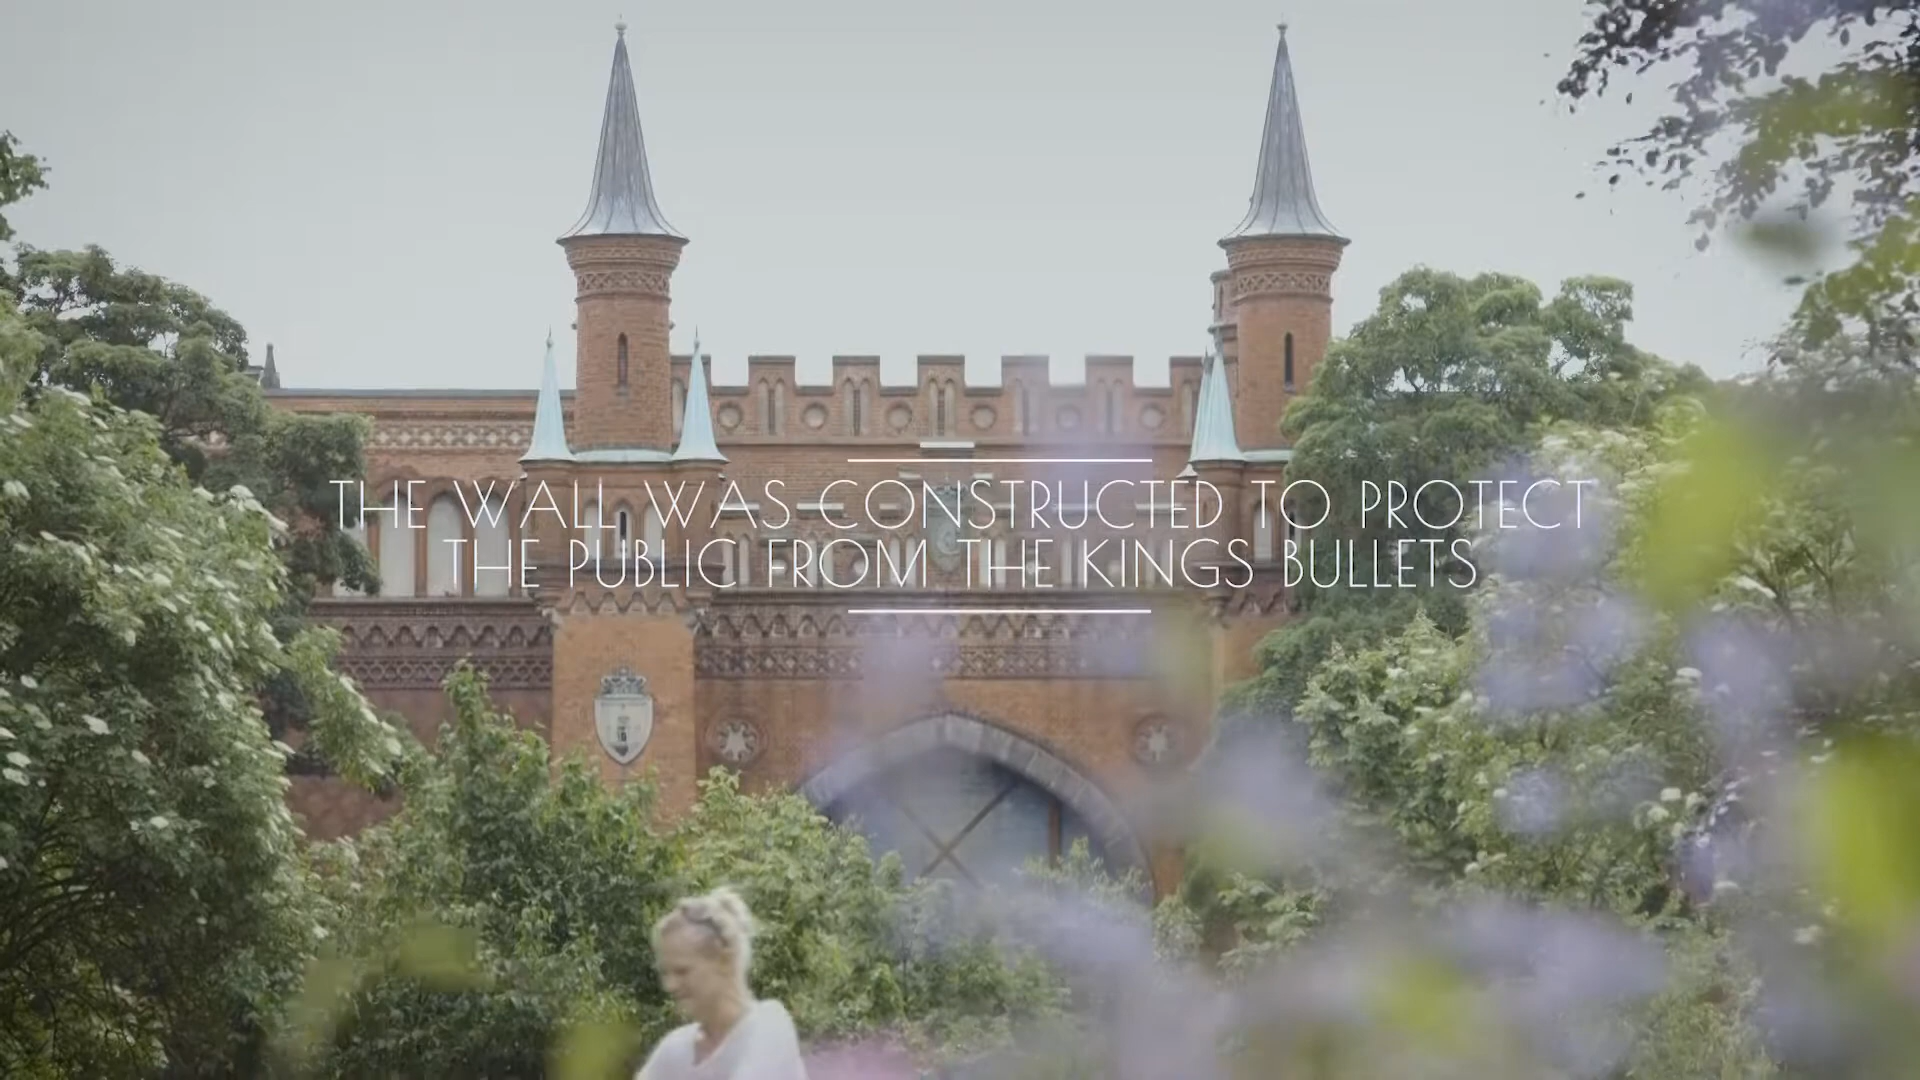 THE WALL WAS CONSTRUCTED TO PROTECT
THE PUBLIC FROM THE KINGS BULLETS